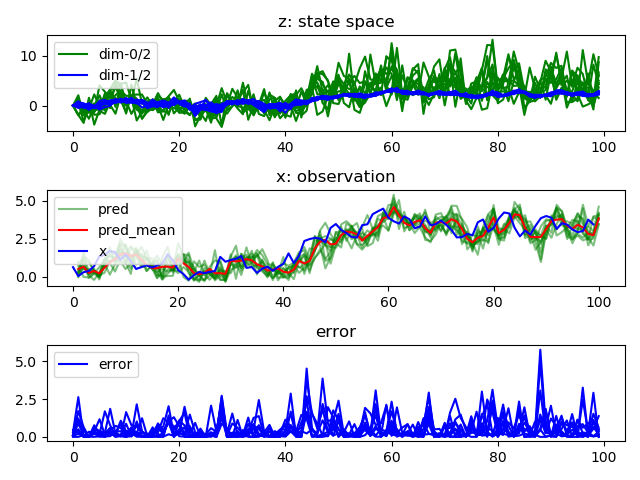 z: state space
10
0
dim-0/2
dim-1/2
0 20 40 60 80 100
x: observation
5.0
2.5
0.0
pred
pred_mean
x
0 20 40 60 80 100
error
5.0
2.5
0.0
error
0 20 40 60 80 100